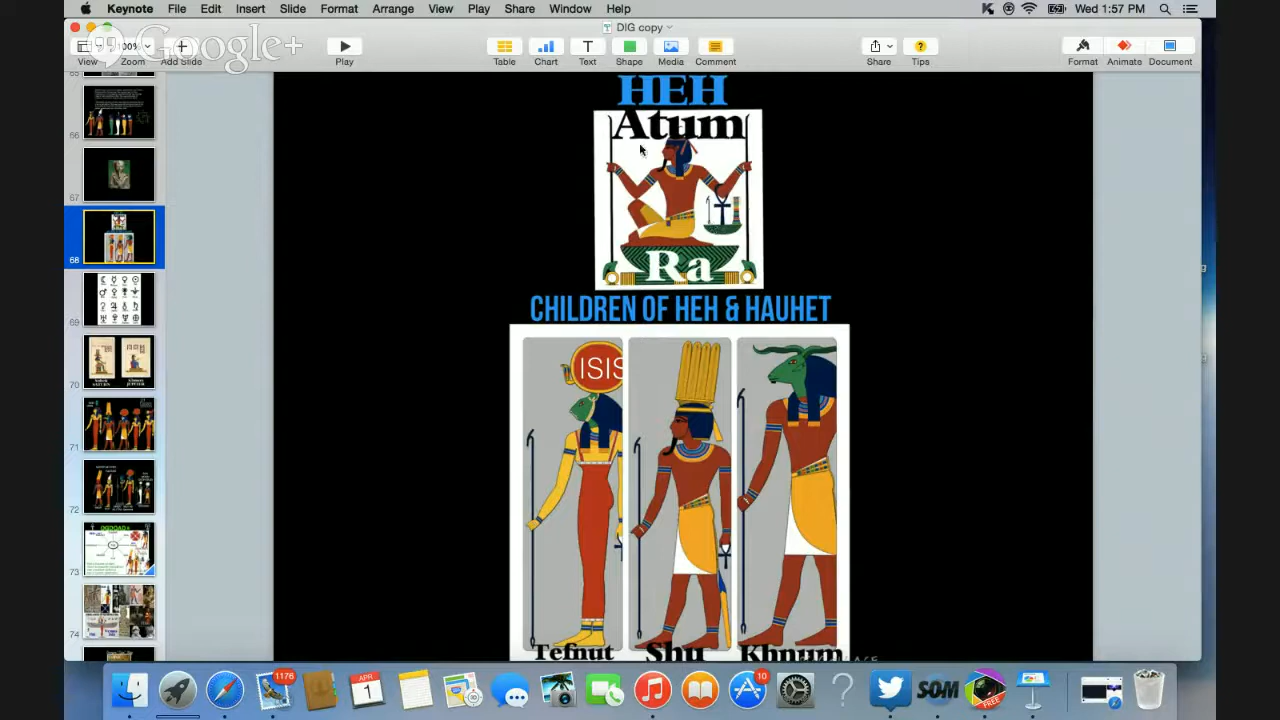 Keynote File Edit Insert Slide Format Arrange View Play Share Window Help Wed 1:57 PM
DIG copy
Google+
100%
View Zoom Add Slide Play Table Chart Text Shape Media Comment Share Tips Format Animate Document
HEH
Atum
Ra
CHILDREN OF HEH & HAUHET
ISIS
Tefnut Shu Khnum
65
66
67
68
69
70
71
72
73
74
1176
APR
1
10
SOM
FREE